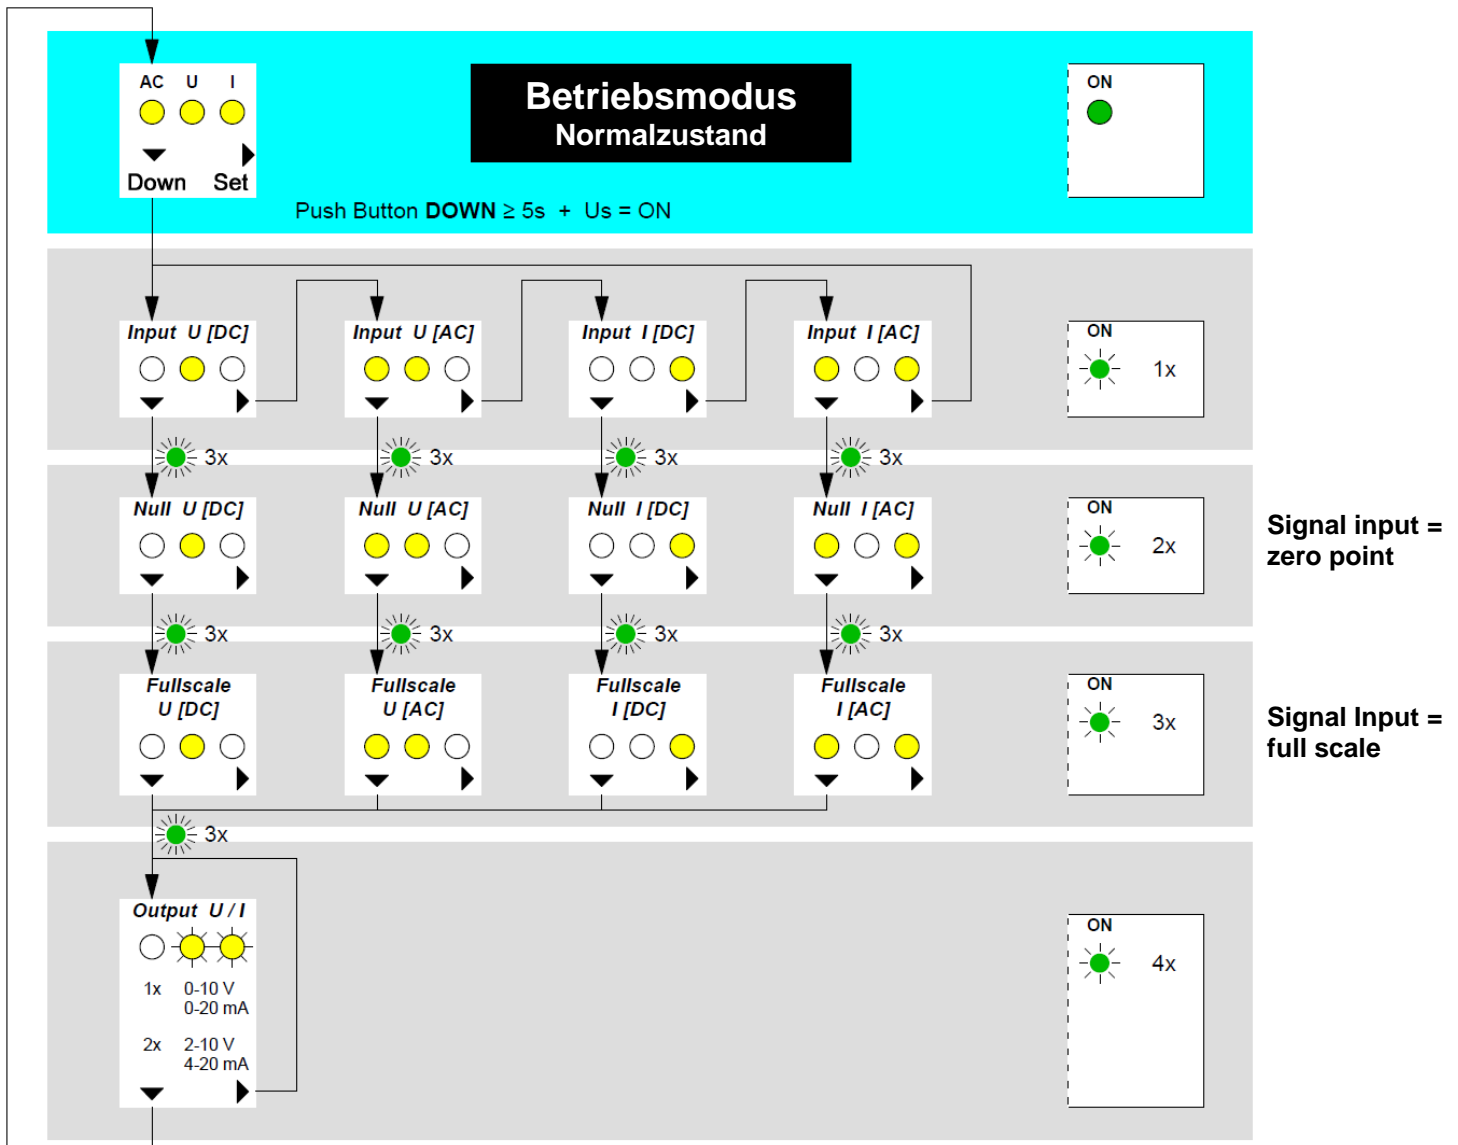 AC U I
ON
Betriebsmodus
Normalzustand
Down Set
Push Button DOWN ≥ 5s + Us = ON
Input U [DC]
Input U [AC]
Input I [DC]
Input I [AC]
ON
1x
3x
3x
3x
3x
Null U [DC]
Null U [AC]
Null I [DC]
Null I [AC]
ON
2x
Signal input =
zero point
3x
3x
3x
3x
Fullscale
U [DC]
Fullscale
U [AC]
Fullscale
I [DC]
Fullscale
I [AC]
ON
3x
Signal Input =
full scale
3x
Output U / I
1x 0-10 V
0-20 mA
2x 2-10 V
4-20 mA
ON
4x